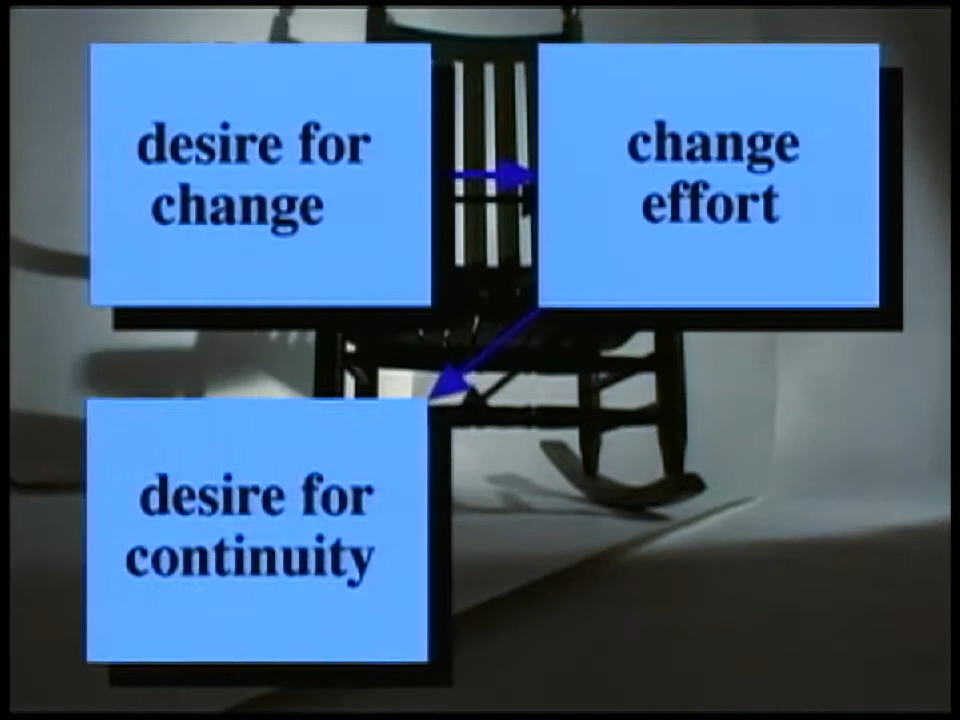 desire for
change
change
effort
desire for
continuity